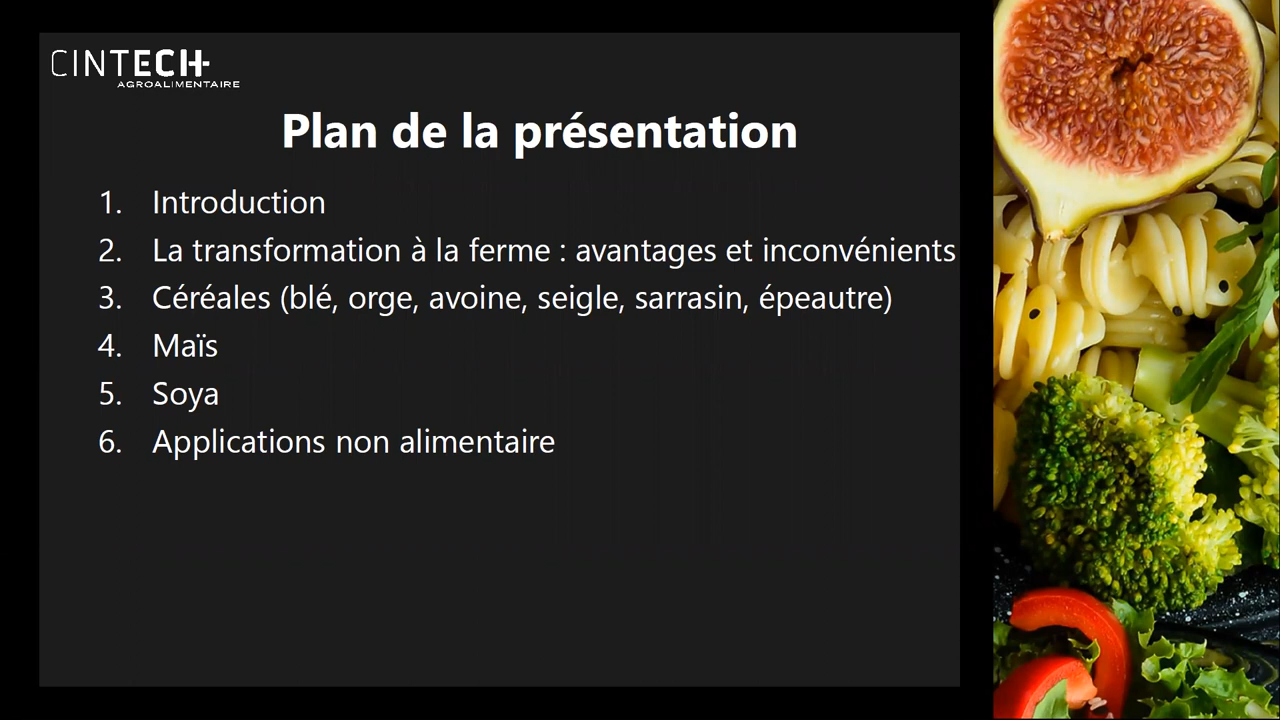 CINTECH
AGROALIMENTAIRE
Plan de la présentation
1. Introduction
2. La transformation à la ferme : avantages et inconvénients
3. Céréales (blé, orge, avoine, seigle, sarrasin, épeautre)
4. Maïs
5. Soya
6. Applications non alimentaire